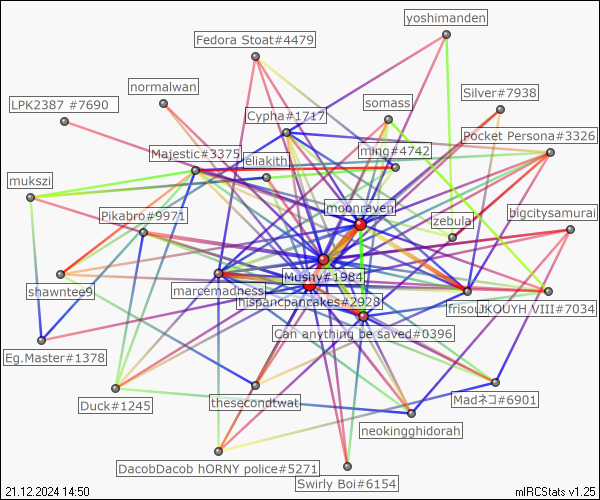 yoshimanden
Fedora Stoat#4479
normalwan
Silver#7938
LPK2387 #7690
somass
Cypha#1717
Pocket Persona#3326
Majestic#3375
ming#4742
eliakith
mukszi
moonraven
bigcitysamurai
Pikabro#9971
zebula
Mushy#1984
shawntee9
marcemadness
hispancpancakes#2928
JKOUYH VIII#7034
Can anything be saved#0396
Eg.Master#1378
Duck#1245
thesecondtwat
Madネコ#6901
neokingghidorah
DacobDacob hORNY police#5271
Swirly Boi#6154
21.12.2024 14:50
mIRCStats v1.25